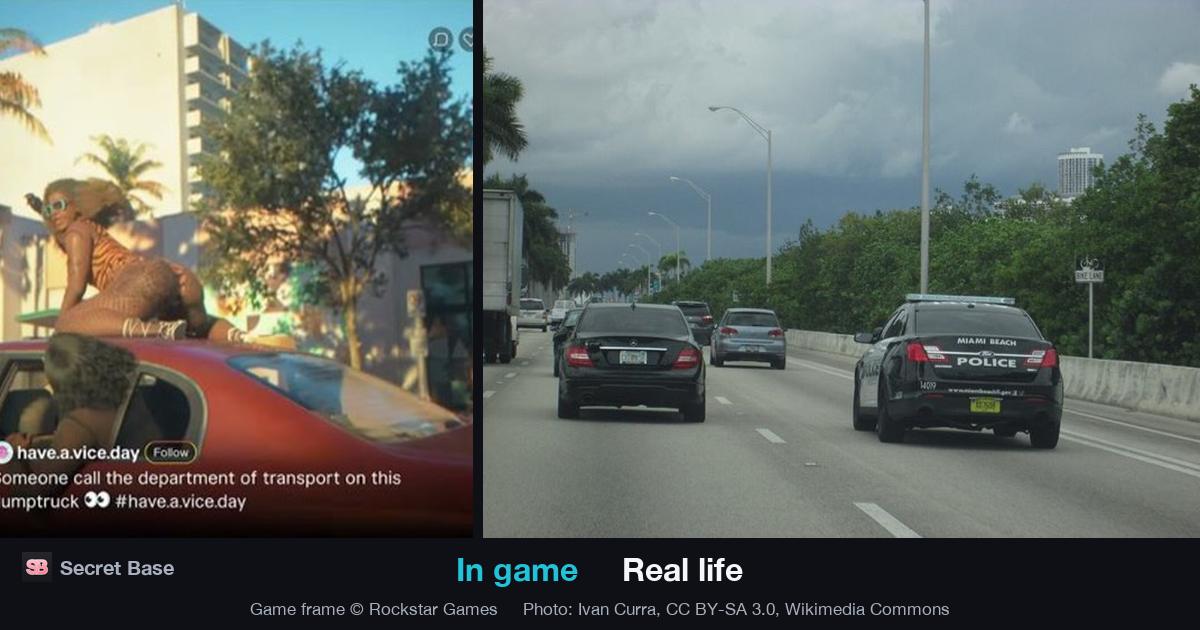 have.a.vice.day Follow
Someone call the department of transport on this
dumptruck 👀 #have.a.vice.day
BIKE LANE
MIAMI BEACH
POLICE
14019
SB Secret Base
In game Real life
Game frame © Rockstar Games Photo: Ivan Curra, CC BY-SA 3.0, Wikimedia Commons